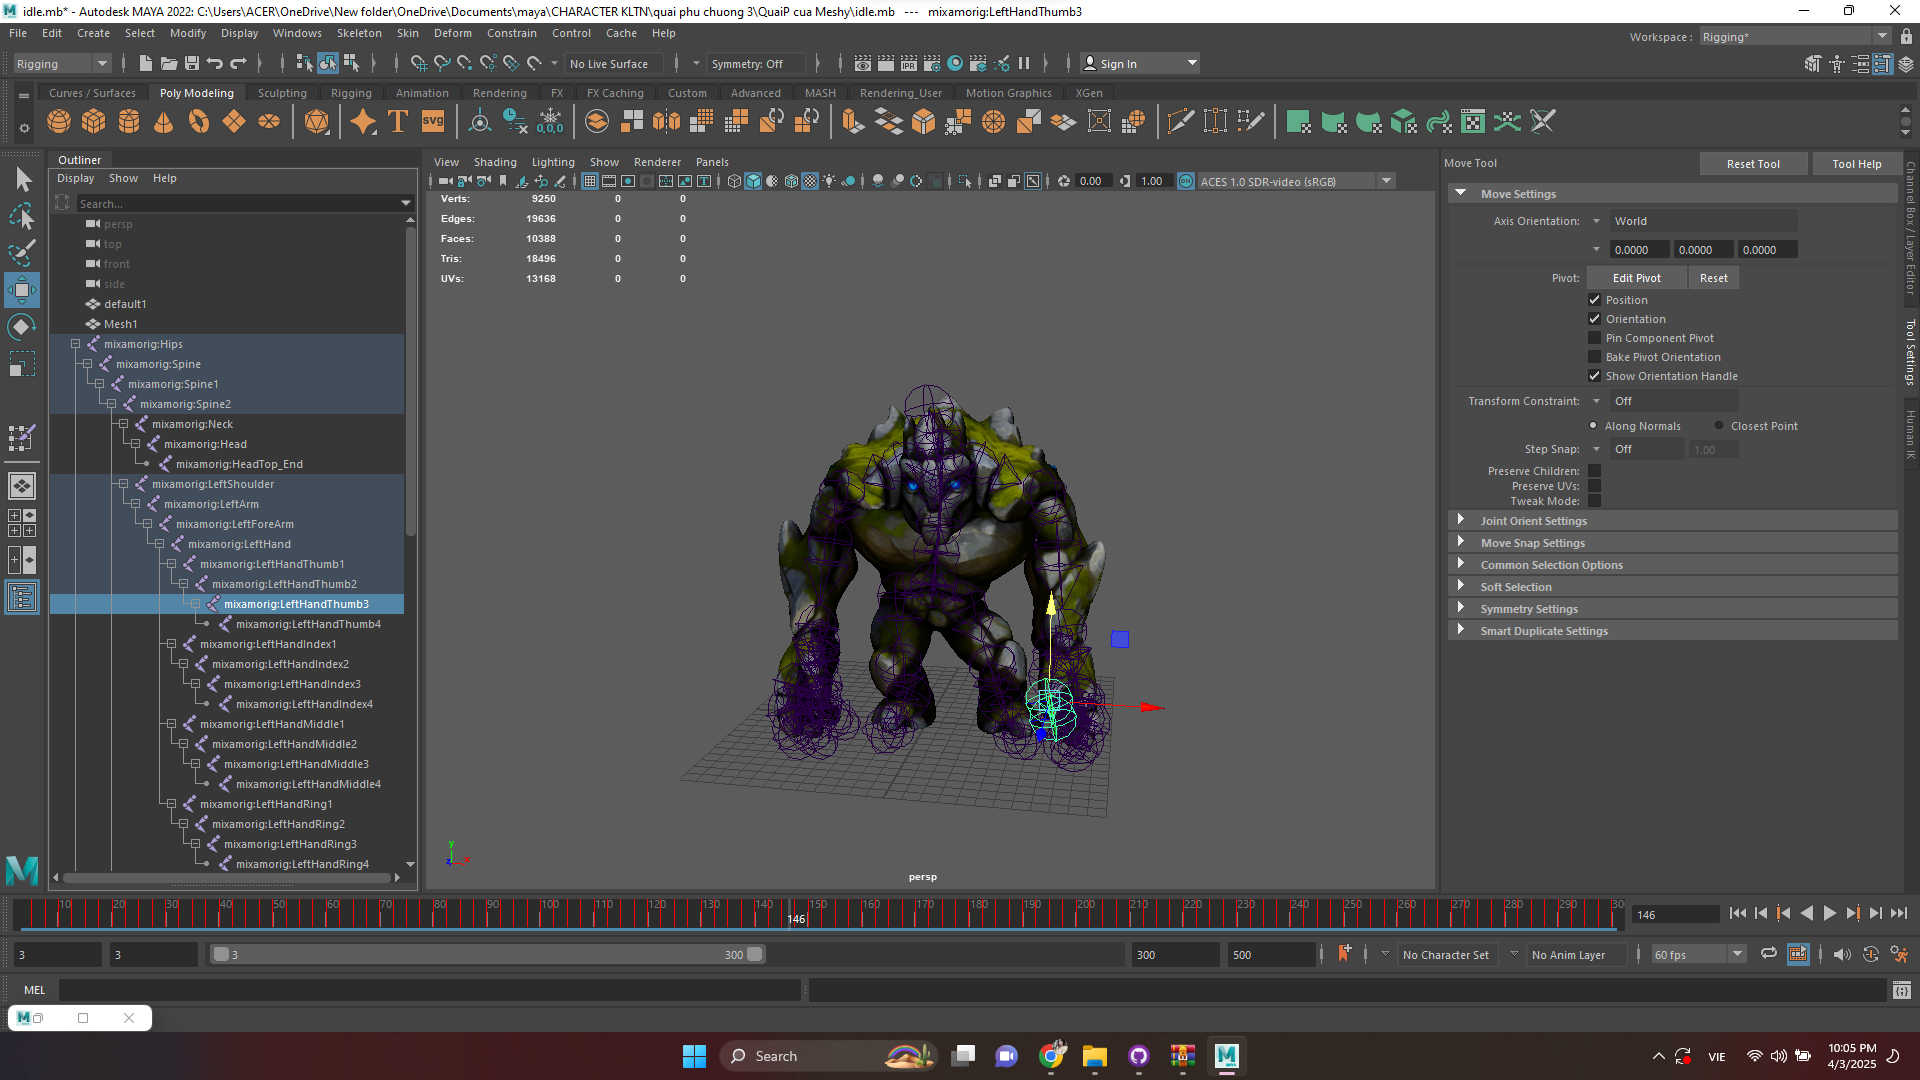 idle.mb* - Autodesk MAYA 2022: C:\Users\ACER\OneDrive\New folder\OneDrive\Documents\maya\CHARACTER KLTN\quai phu chuong 3\QuaiP cua Meshy\idle.mb   ---   mixamorig:LeftHandThumb3
File Edit Create Select Modify Display Windows Skeleton Skin Deform Constrain Control Cache Help
Workspace : Rigging*
Rigging No Live Surface Symmetry: Off IPR Sign In
Curves / Surfaces Poly Modeling Sculpting Rigging Animation Rendering FX FX Caching Custom Advanced MASH Rendering_User Motion Graphics XGen
T SVG 0,0,0
Outliner
Display Show Help
Search...
persp
top
front
side
default1
Mesh1
mixamorig:Hips
mixamorig:Spine
mixamorig:Spine1
mixamorig:Spine2
mixamorig:Neck
mixamorig:Head
mixamorig:HeadTop_End
mixamorig:LeftShoulder
mixamorig:LeftArm
mixamorig:LeftForeArm
mixamorig:LeftHand
mixamorig:LeftHandThumb1
mixamorig:LeftHandThumb2
mixamorig:LeftHandThumb3
mixamorig:LeftHandThumb4
mixamorig:LeftHandIndex1
mixamorig:LeftHandIndex2
mixamorig:LeftHandIndex3
mixamorig:LeftHandIndex4
mixamorig:LeftHandMiddle1
mixamorig:LeftHandMiddle2
mixamorig:LeftHandMiddle3
mixamorig:LeftHandMiddle4
mixamorig:LeftHandRing1
mixamorig:LeftHandRing2
mixamorig:LeftHandRing3
mixamorig:LeftHandRing4
View Shading Lighting Show Renderer Panels
0.00 1.00 ON ACES 1.0 SDR-video (sRGB)
Verts: 9250 0 0
Edges: 19636 0 0
Faces: 10388 0 0
Tris: 18496 0 0
UVs: 13168 0 0
y
z x
persp
Move Tool Reset Tool Tool Help
Move Settings
Axis Orientation: World
0.0000 0.0000 0.0000
Pivot: Edit Pivot Reset
Position
Orientation
Pin Component Pivot
Bake Pivot Orientation
Show Orientation Handle
Transform Constraint: Off
Along Normals Closest Point
Step Snap: Off 1.00
Preserve Children:
Preserve UVs:
Tweak Mode:
Joint Orient Settings
Move Snap Settings
Common Selection Options
Soft Selection
Symmetry Settings
Smart Duplicate Settings
Channel Box / Layer Editor
Tool Settings
Human IK
10 20 30 40 50 60 70 80 90 100 110 120 130 140 150 160 170 180 190 200 210 220 230 240 250 260 270 280 290 30
146
146
3 3 3 300 300 500 No Character Set No Anim Layer 60 fps
MEL
Search
VIE
10:05 PM
4/3/2025